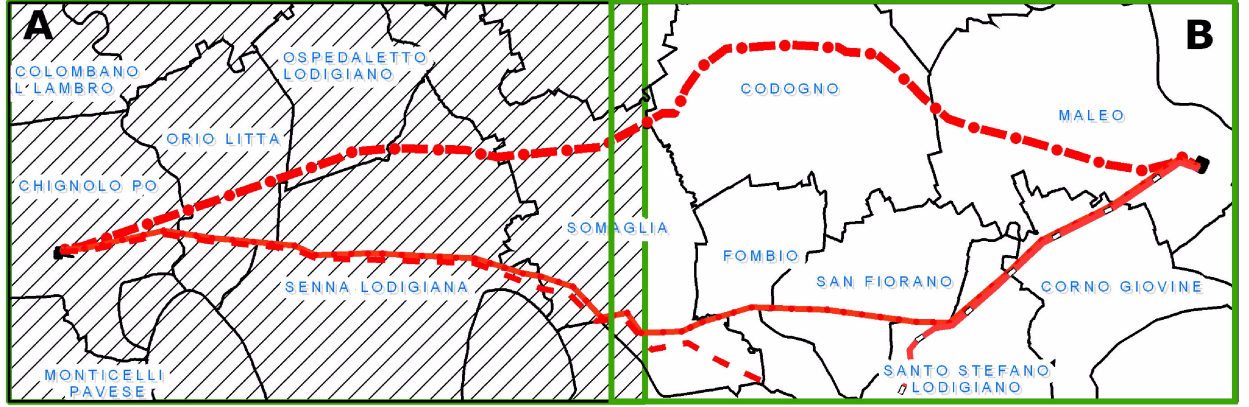 A
B
COLOMBANO
L LAMBRO
OSPEDALETTO
LODIGIANO
CODOGNO
MALEO
ORIO LITTA
CHIGNOLO PO
SOMAGLIA
FOMBIO
SAN FIORANO
CORNO GIOVINE
SENNA LODIGIANA
MONTICELLI
PAVESE
SANTO STEFANO
LODIGIANO